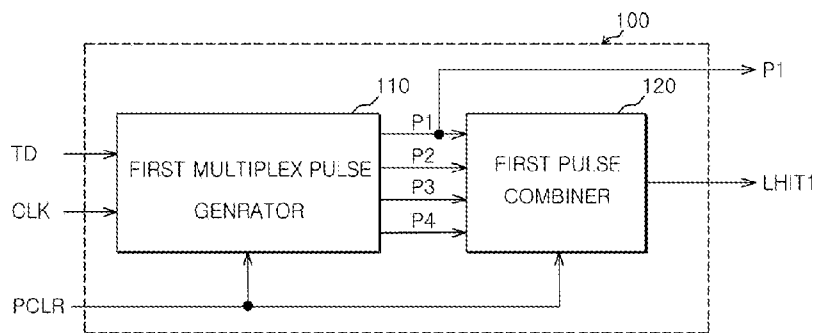 100
P1
110
120
P1
TD
FIRST MULTIPLEX PULSE
GENRATOR
P2
FIRST PULSE
COMBINER
LHIT1
P3
CLK
P4
PCLR